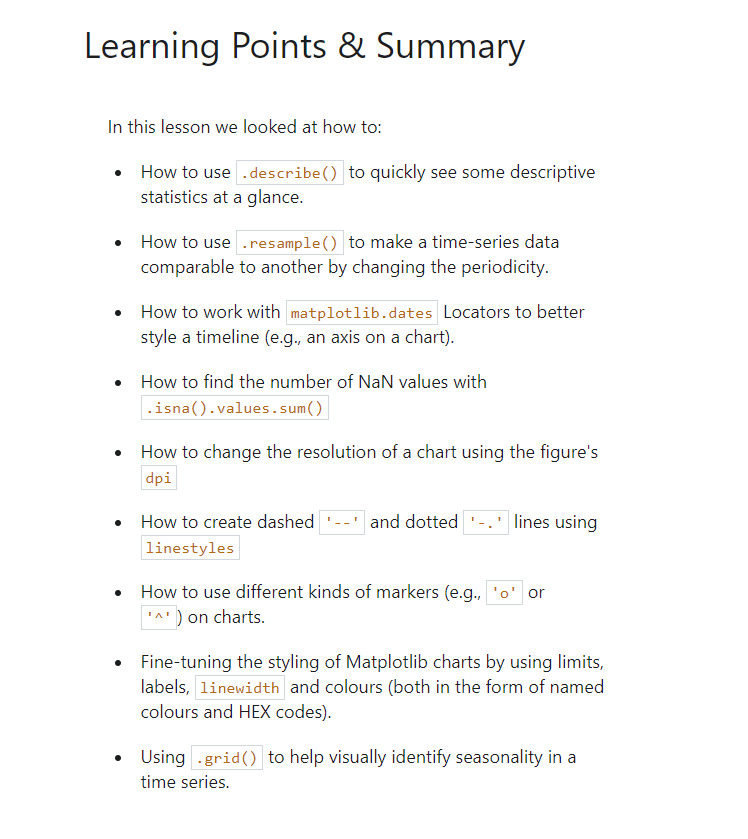 Learning Points & Summary
In this lesson we looked at how to:
• How to use .describe() to quickly see some descriptive
statistics at a glance.
• How to use .resample() to make a time-series data
comparable to another by changing the periodicity.
• How to work with matplotlib.dates Locators to better
style a timeline (e.g., an axis on a chart).
• How to find the number of NaN values with
.isna().values.sum()
• How to change the resolution of a chart using the figure's
dpi
• How to create dashed '--' and dotted '-.' lines using
linestyles
• How to use different kinds of markers (e.g., 'o' or
'^') on charts.
• Fine-tuning the styling of Matplotlib charts by using limits,
labels, linewidth and colours (both in the form of named
colours and HEX codes).
• Using .grid() to help visually identify seasonality in a
time series.